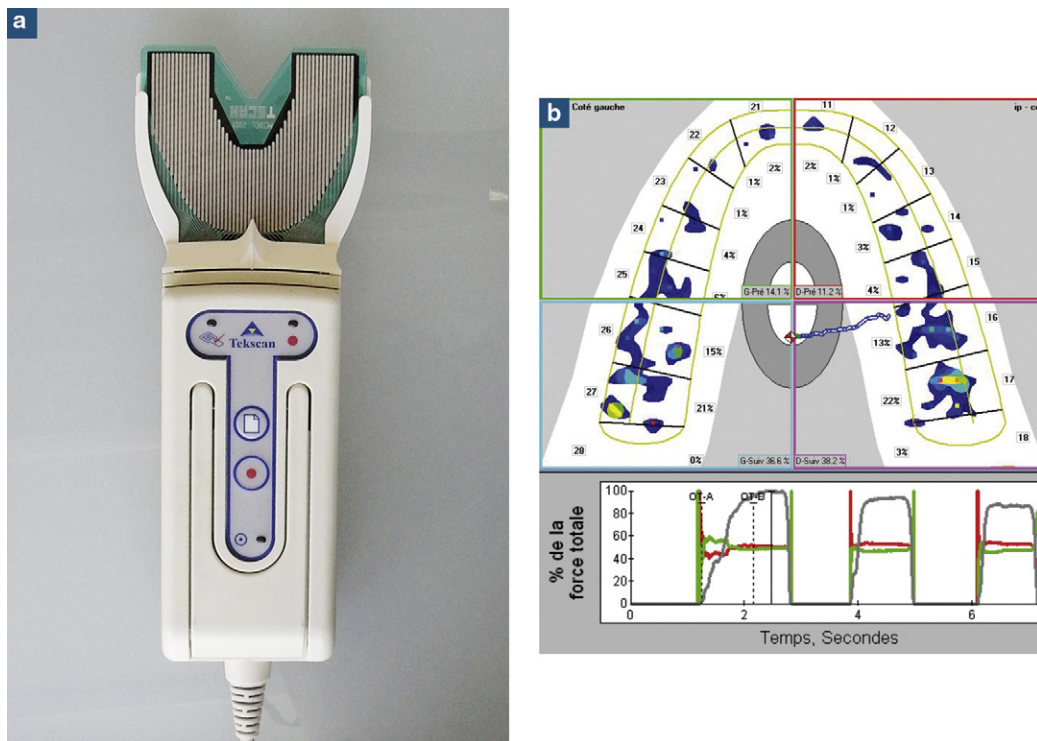 a
TEKSCAN
Tekscan
b
Coté gauche
21
11
ip - c
22
12
2%
2%
23
1%
1%
13
24
1%
1%
14
4%
3%
25
15
4%
G-Pré 14.1 %
D-Pré 11.2 %
26
16
15%
13%
27
17
21%
22%
28
18
0%
G-Suiv 36.6 %
D-Suiv 38.2 %
3%
100
OT-A
OT-B
80
60
40
20
0
% de la
force totale
0
2
4
6
Temps, Secondes